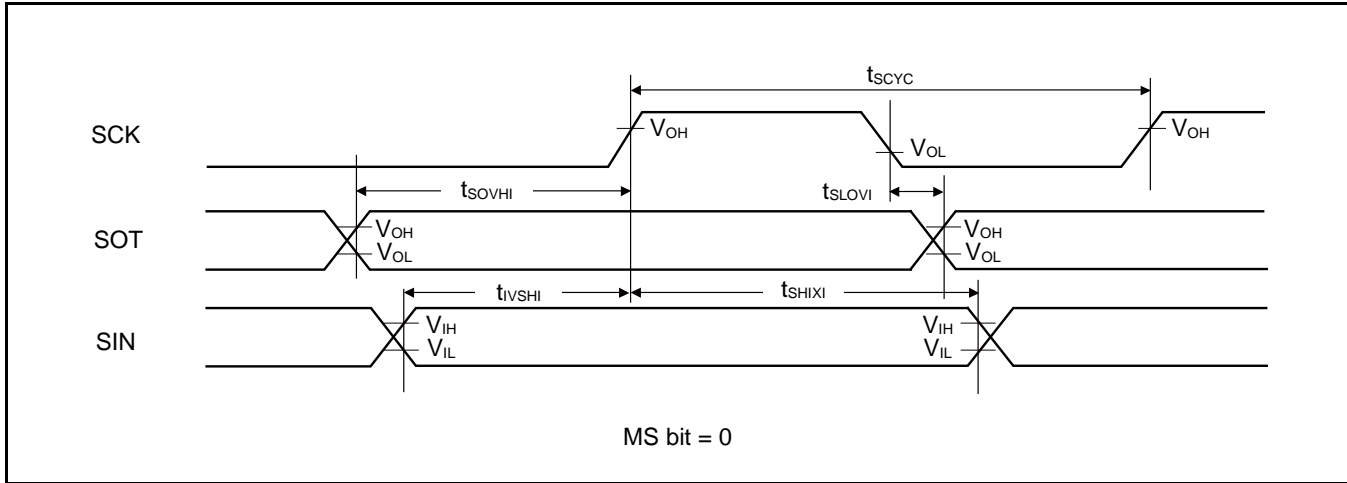 tSCYC
SCK
VOH
VOH
VOL
tSOVHI
tSLOVI
SOT
VOH
VOH
VOL
VOL
tIVSHI
tSHIXI
SIN
VIH
VIH
VIL
VIL
MS bit = 0